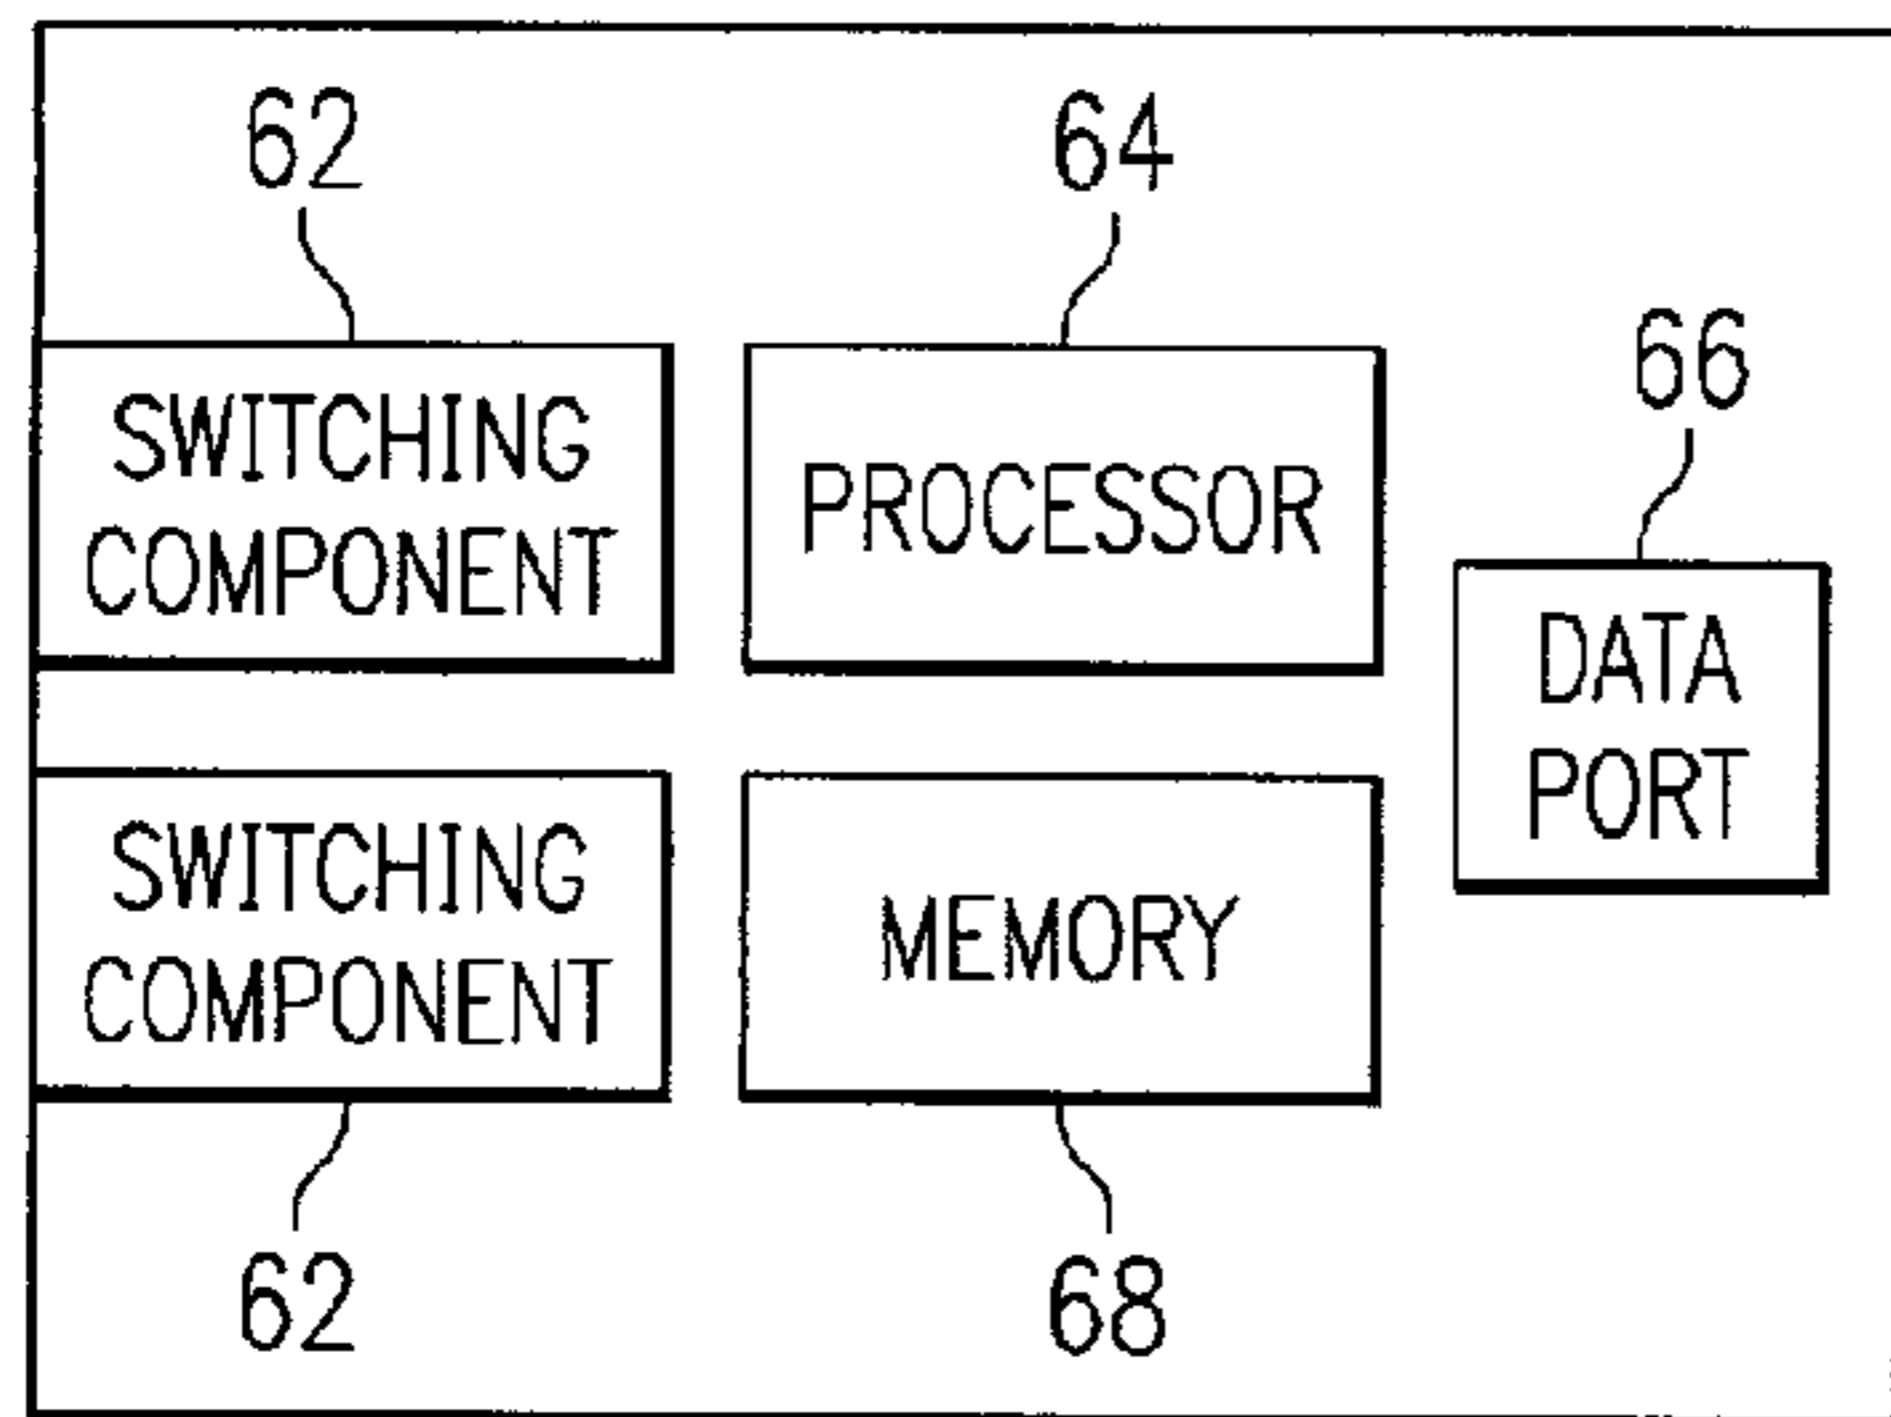 62
64
66
SWITCHING
COMPONENT
PROCESSOR
DATA
PORT
SWITCHING
COMPONENT
MEMORY
62
68